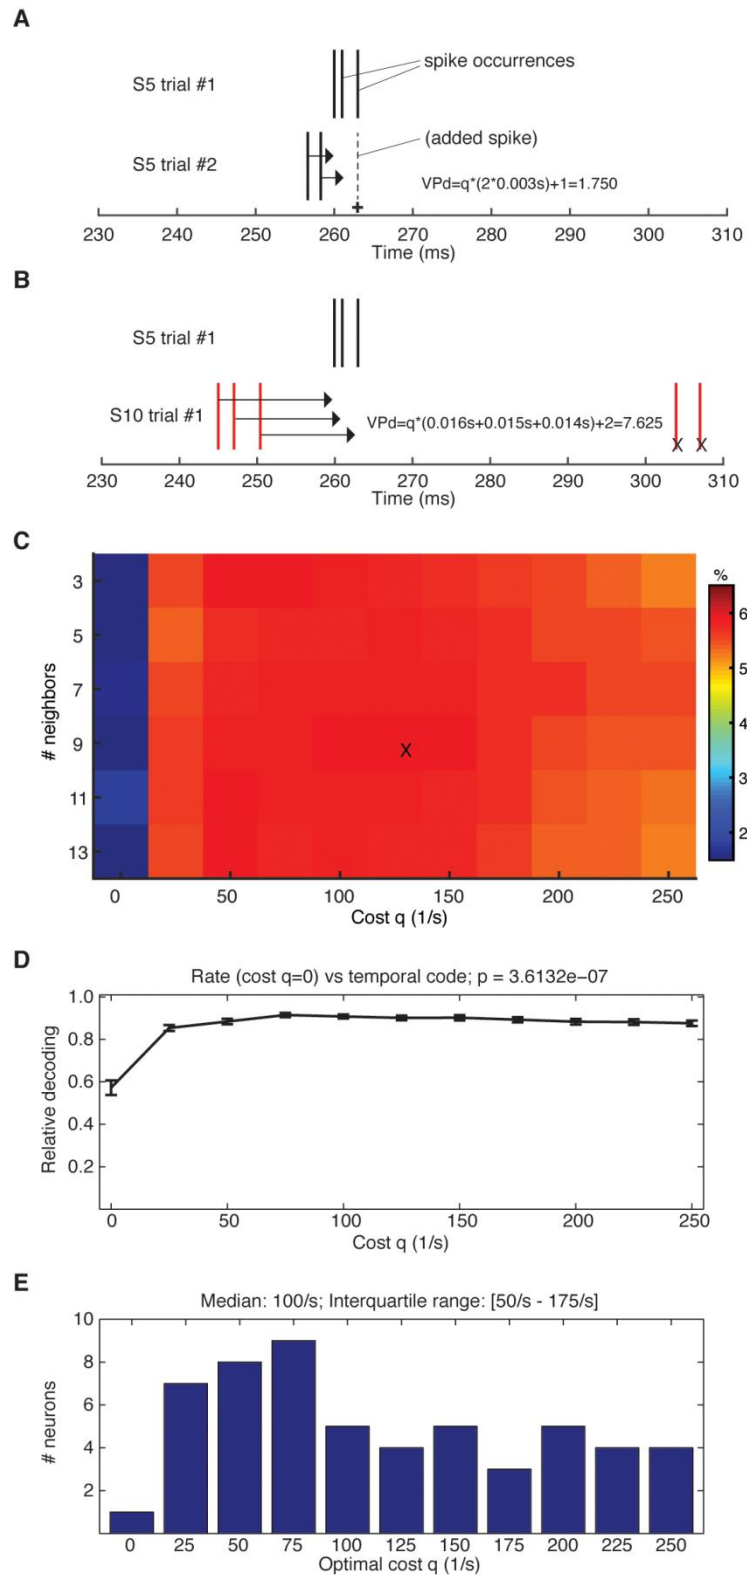 A
S5 trial #1
spike occurrences
(added spike)
S5 trial #2
VPd=q*(2*0.003s)+1=1.750
+
230 240 250 260 270 280 290 300 310
Time (ms)
B
S5 trial #1
S10 trial #1
VPd=q*(0.016s+0.015s+0.014s)+2=7.625
X X
230 240 250 260 270 280 290 300 310
Time (ms)
C
%
3
5
7
9
11
13
# neighbors
X
6
5
4
3
2
0 50 100 150 200 250
Cost q (1/s)
D
Rate (cost q=0) vs temporal code; p = 3.6132e−07
1.0
0.8
0.6
0.4
0.2
Relative decoding
0 50 100 150 200 250
Cost q (1/s)
E
Median: 100/s; Interquartile range: [50/s - 175/s]
10
8
6
4
2
# neurons
0 25 50 75 100 125 150 175 200 225 250
Optimal cost q (1/s)